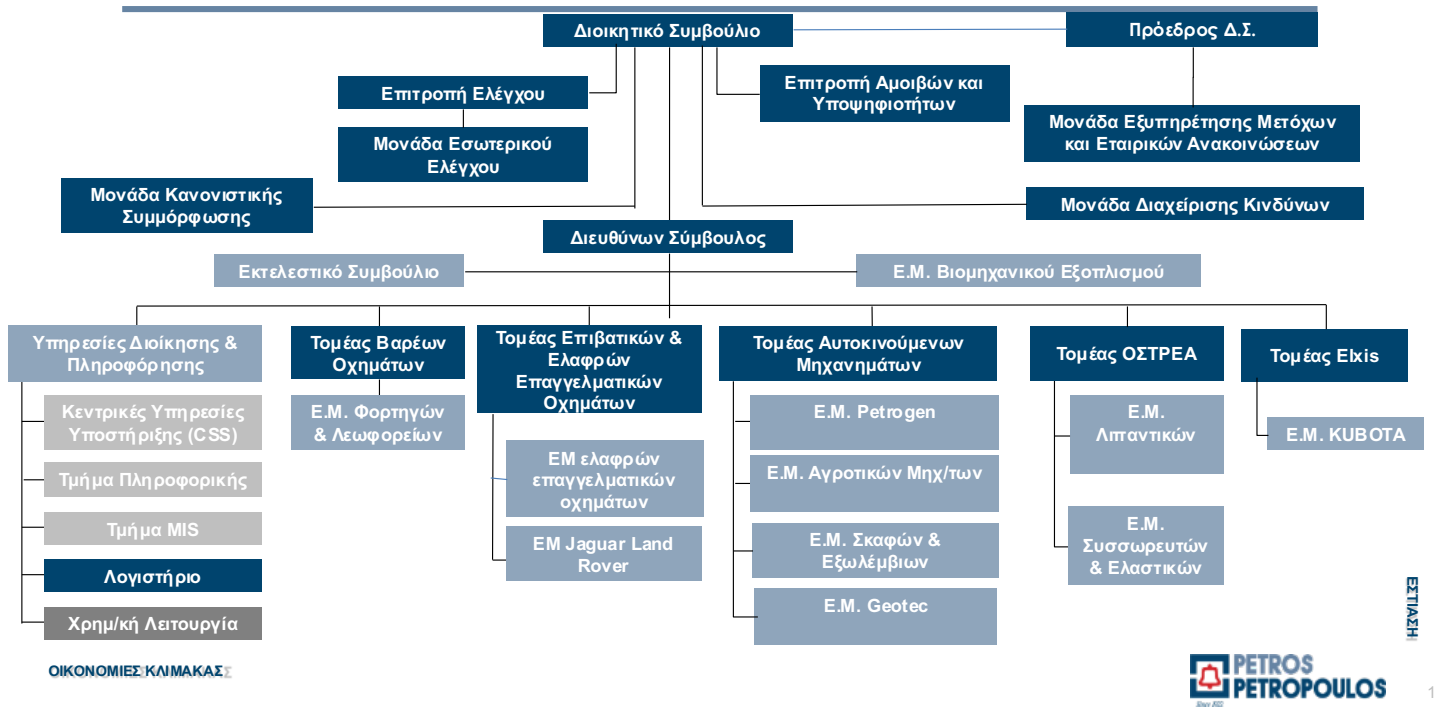 Διοικητικό Συμβούλιο
Πρόεδρος Δ.Σ.
Επιτροπή Ελέγχου
Επιτροπή Αμοιβών και
Υποψηφιοτήτων
Μονάδα Εσωτερικού
Ελέγχου
Μονάδα Εξυπηρέτησης Μετόχων
και Εταιρικών Ανακοινώσεων
Μονάδα Κανονιστικής
Συμμόρφωσης
Μονάδα Διαχείρισης Κινδύνων
Διευθύνων Σύμβουλος
Εκτελεστικό Συμβούλιο
Ε.Μ. Βιομηχανικού Εξοπλισμού
Υπηρεσίες Διοίκησης &
Πληροφόρησης
Κεντρικές Υπηρεσίες
Υποστήριξης (CSS)
Τμήμα Πληροφορικής
Τμήμα MIS
Λογιστήριο
Χρημ/κή Λειτουργία
Τομέας Βαρέων
Οχημάτων
Ε.Μ. Φορτηγών
& Λεωφορείων
Τομέας Επιβατικών &
Ελαφρών
Επαγγελματικών
Οχημάτων
ΕΜ ελαφρών
επαγγελματικών
οχημάτων
ΕΜ Jaguar Land
Rover
Τομέας Αυτοκινούμενων
Μηχανημάτων
Ε.Μ. Petrogen
Ε.Μ. Αγροτικών Μηχ/των
Ε.Μ. Σκαφών &
Εξωλέμβιων
Ε.Μ. Geotec
Τομέας ΟΣΤΡΕΑ
Ε.Μ.
Λιπαντικών
Ε.Μ.
Συσσωρευτών
& Ελαστικών
Τομέας Elxis
Ε.Μ. KUBOTA
ΕΣΤΙΑΣΗ
ΟΙΚΟΝΟΜΙΕΣ ΚΛΙΜΑΚΑΣ
PETROS
PETROPOULOS
Since 1922
1